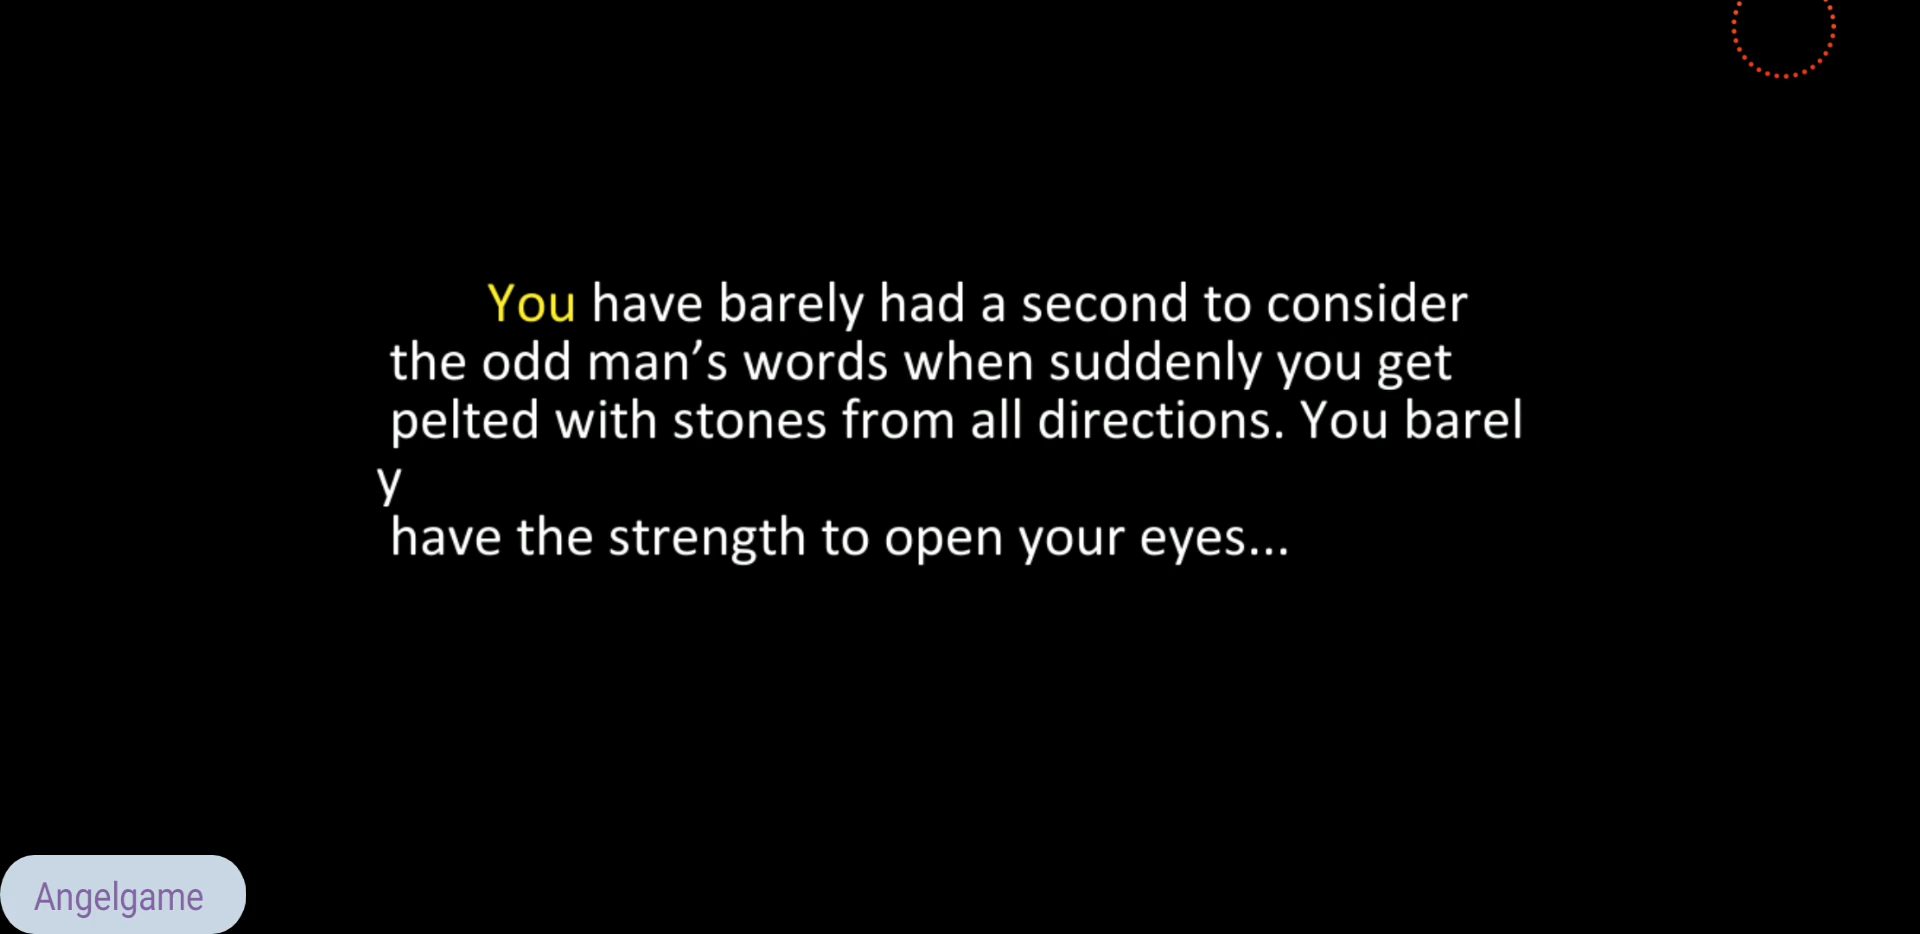 You have barely had a second to consider
the odd man’s words when suddenly you get
pelted with stones from all directions. You barel
y
have the strength to open your eyes...
Angelgame